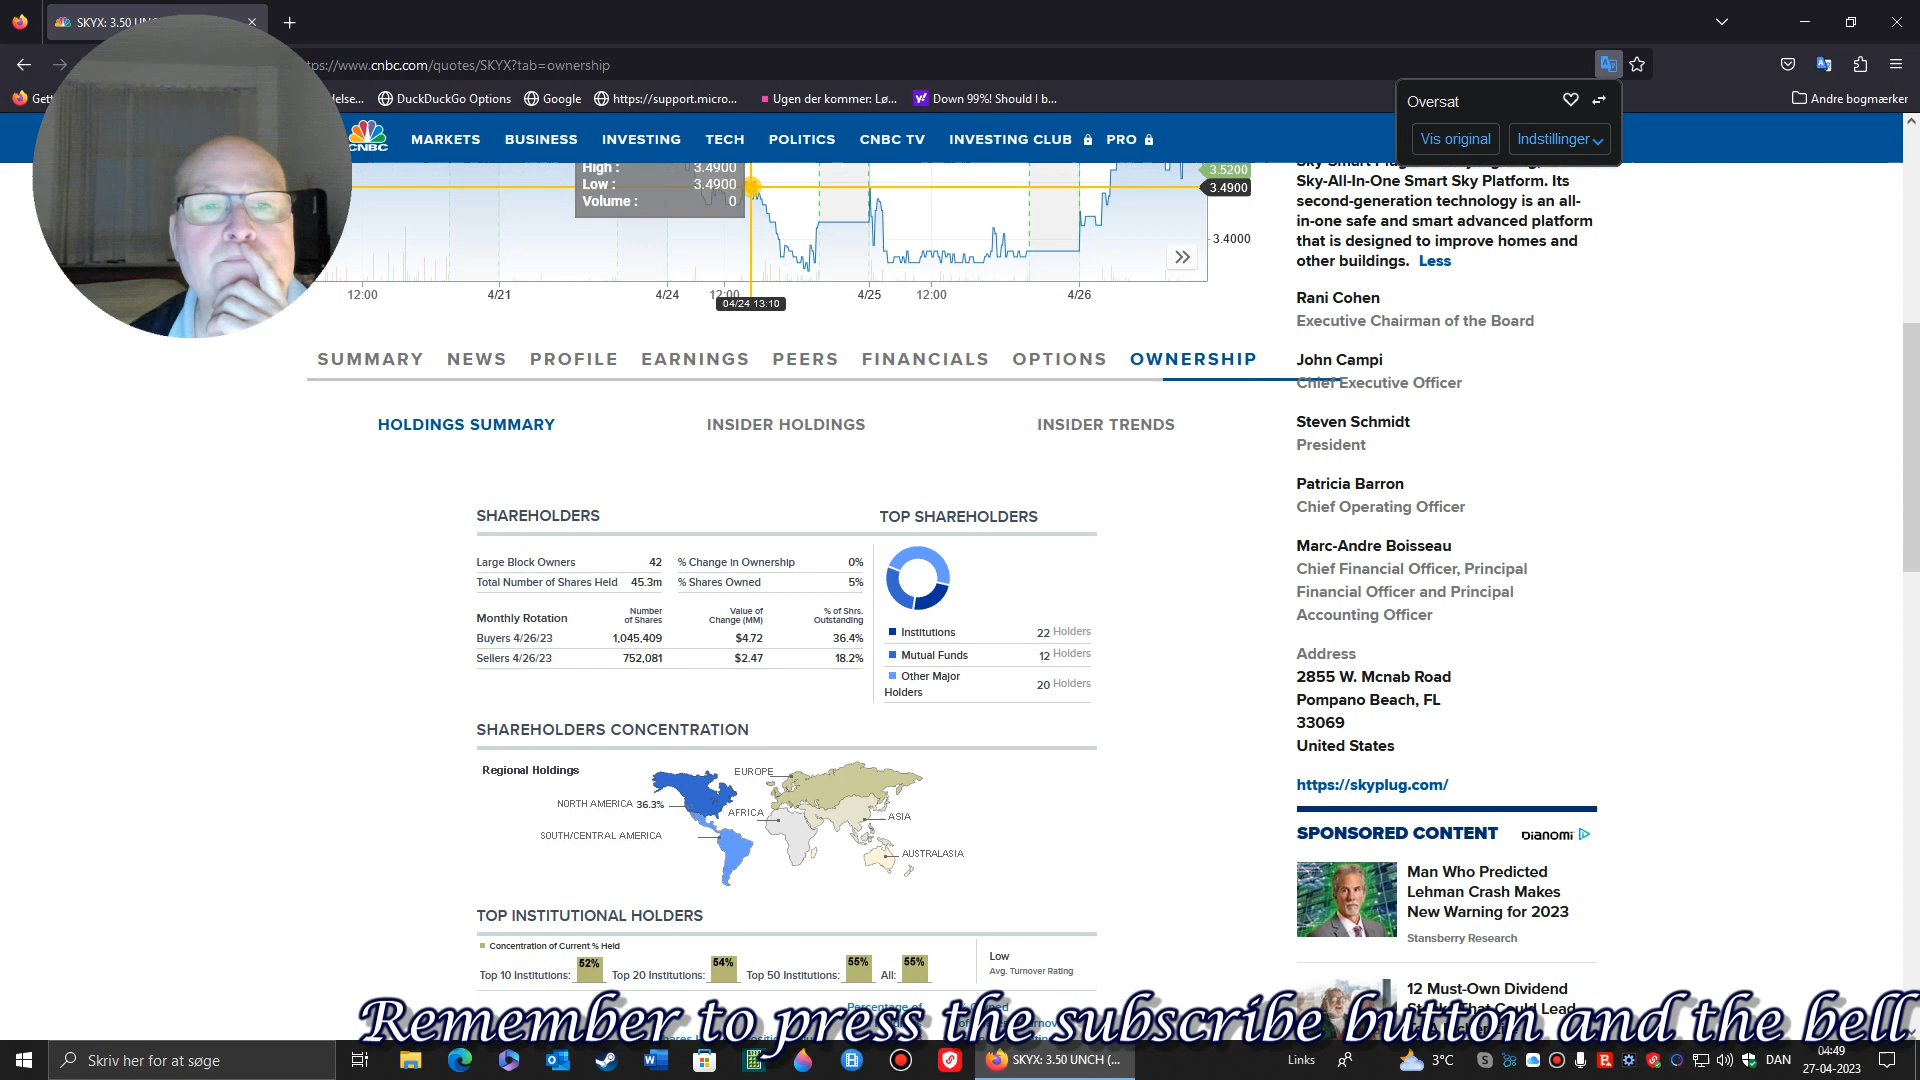 SKYX: 3.50 UNC
https://www.cnbc.com/quotes/SKYX?tab=ownership
Oversat
Vis original
Indstillinger
Gett
delse...
DuckDuckGo Options
Google
https://support.micro...
Ugen der kommer: Lø...
Down 99%! Should I b...
Andre bogmærker
CNBC
MARKETS
BUSINESS
INVESTING
TECH
POLITICS
CNBC TV
INVESTING CLUB
PRO
High : 3.4900
Low : 3.4900
Volume : 0
3.5200
3.4900
3.4000
12:00
4/21
4/24
12:00
04/24 13:10
4/25
12:00
4/26
SUMMARY
NEWS
PROFILE
EARNINGS
PEERS
FINANCIALS
OPTIONS
OWNERSHIP
HOLDINGS SUMMARY
INSIDER HOLDINGS
INSIDER TRENDS
SHAREHOLDERS
Large Block Owners 42
% Change in Ownership 0%
Total Number of Shares Held 45.3m
% Shares Owned 5%
Monthly Rotation
Number of Shares
Value of Change (MM)
% of Shrs. Outstanding
Buyers 4/26/23 1,045,409 $4.72 36.4%
Sellers 4/26/23 752,081 $2.47 18.2%
TOP SHAREHOLDERS
Institutions 22 Holders
Mutual Funds 12 Holders
Other Major Holders 20 Holders
SHAREHOLDERS CONCENTRATION
Regional Holdings
EUROPE
NORTH AMERICA 36.3%
AFRICA
ASIA
SOUTH/CENTRAL AMERICA
AUSTRALASIA
TOP INSTITUTIONAL HOLDERS
Concentration of Current % Held
Top 10 Institutions: 52%
Top 20 Institutions: 54%
Top 50 Institutions: 55%
All: 55%
Low
Avg. Turnover Rating
Percentage of
Sky-All-In-One Smart Sky Platform. Its
second-generation technology is an all-
in-one safe and smart advanced platform
that is designed to improve homes and
other buildings. Less
Rani Cohen
Executive Chairman of the Board
John Campi
Chief Executive Officer
Steven Schmidt
President
Patricia Barron
Chief Operating Officer
Marc-Andre Boisseau
Chief Financial Officer, Principal
Financial Officer and Principal
Accounting Officer
Address
2855 W. Mcnab Road
Pompano Beach, FL
33069
United States
https://skyplug.com/
SPONSORED CONTENT
DIANOMI
Man Who Predicted
Lehman Crash Makes
New Warning for 2023
Stansberry Research
12 Must-Own Dividend
Stocks That Could Lead
Remember to press the subscribe button and the bell
Skriv her for at søge
SKYX: 3.50 UNCH (...
Links
3°C
DAN
04:49
27-04-2023